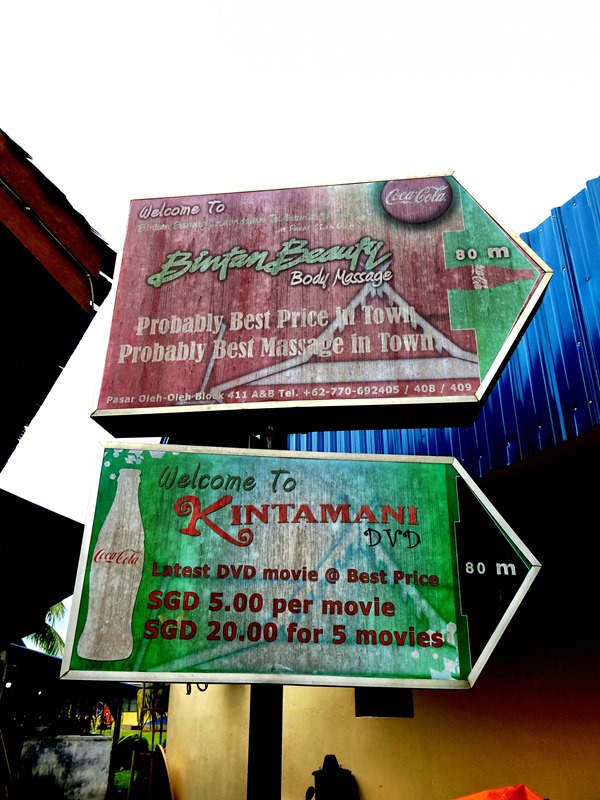 Welcome To
Coca-Cola
Bintan Beauty
Body Massage
80 m
Coca-Cola
Probably Best Price in Town
Probably Best Massage in Town
Pasar Oleh-Oleh Block 411 A&B Tel. +62-770-692405 / 408 / 409
Welcome To
KINTAMANI
DVD
Coca-Cola
80 m
Latest DVD movie @ Best Price
SGD 5.00 per movie
SGD 20.00 for 5 movies